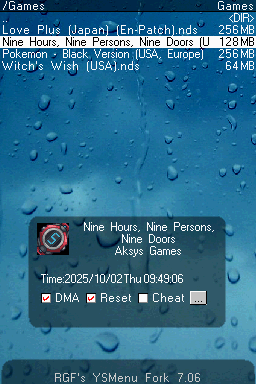 /Games Games
.. <DIR>
Love Plus (Japan) (En-Patch).nds 256MB
Nine Hours, Nine Persons, Nine Doors (U 128MB
Pokemon - Black Version (USA, Europe) 256MB
Witch's Wish (USA).nds 64MB
Nine Hours, Nine Persons,
Nine Doors
Aksys Games
Time:2025/10/02Thu 09:49:06
DMA Reset Cheat ...
RGF's YSMenu Fork 7.06